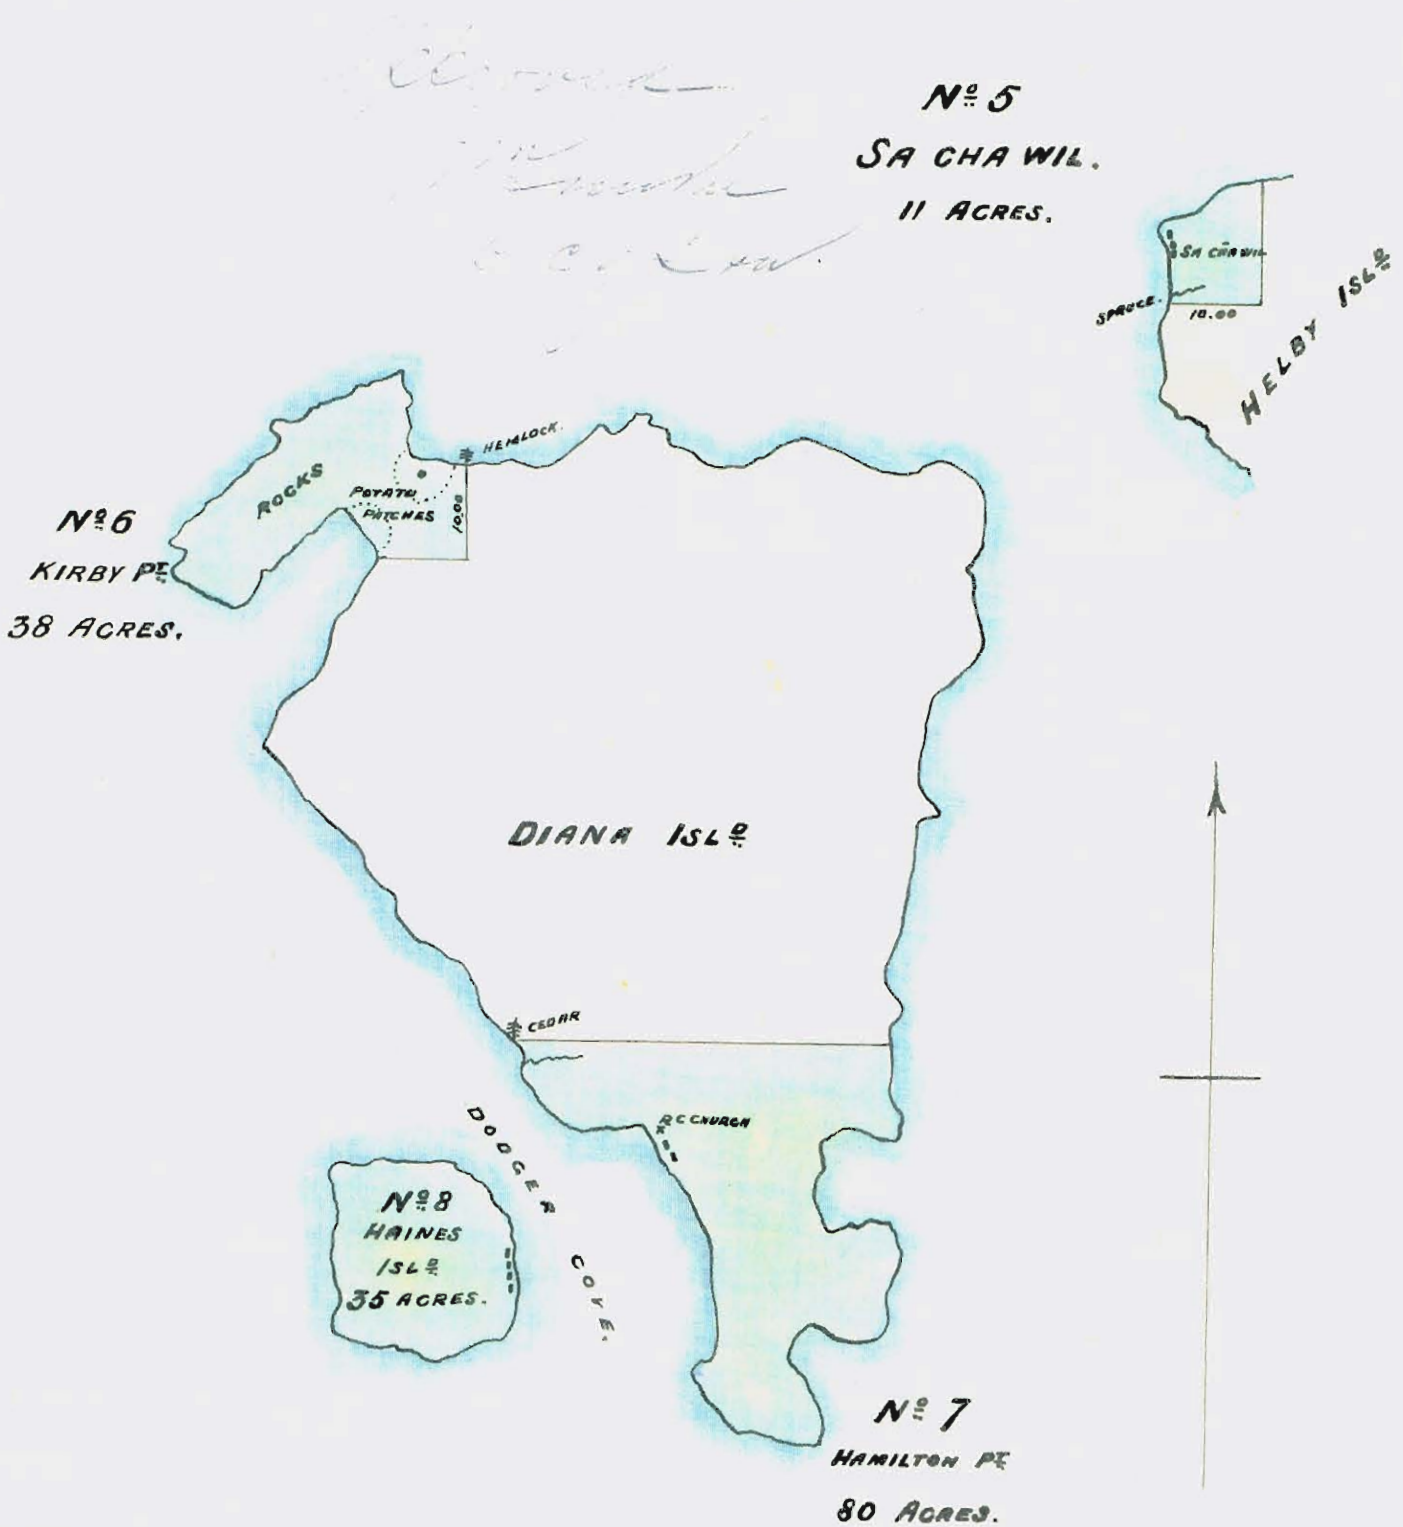 Nº 5
SA CHA WIL.
11 ACRES.
SA CHA WIL
SPRUCE.
10.00
HELBY ISLD
HEMLOCK.
ROCKS
POTATO
PATCHES
10.00
Nº 6
KIRBY PT
38 ACRES.
DIANA ISLD
CEDAR
R C CHURCH
DODGER COVE.
Nº 8
HAINES
ISLD
35 ACRES.
Nº 7
HAMILTON PT
80 ACRES.